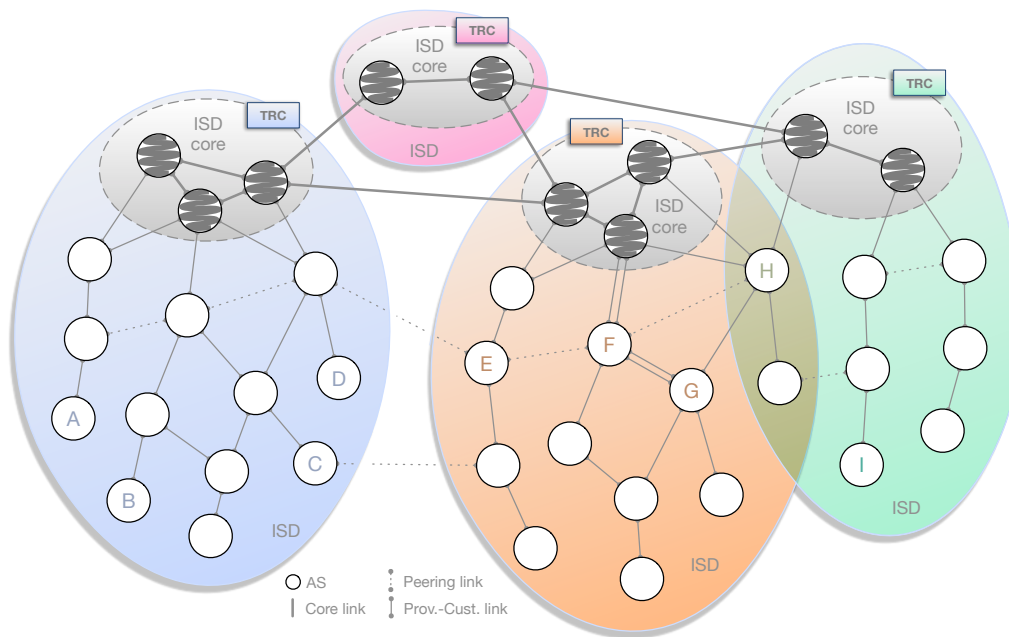 TRC
ISD
core
ISD
TRC
ISD
core
TRC
ISD
core
TRC
ISD
core
H
E
F
G
D
A
C
B
I
ISD
ISD
ISD
AS
Peering link
Core link
Prov.-Cust. link